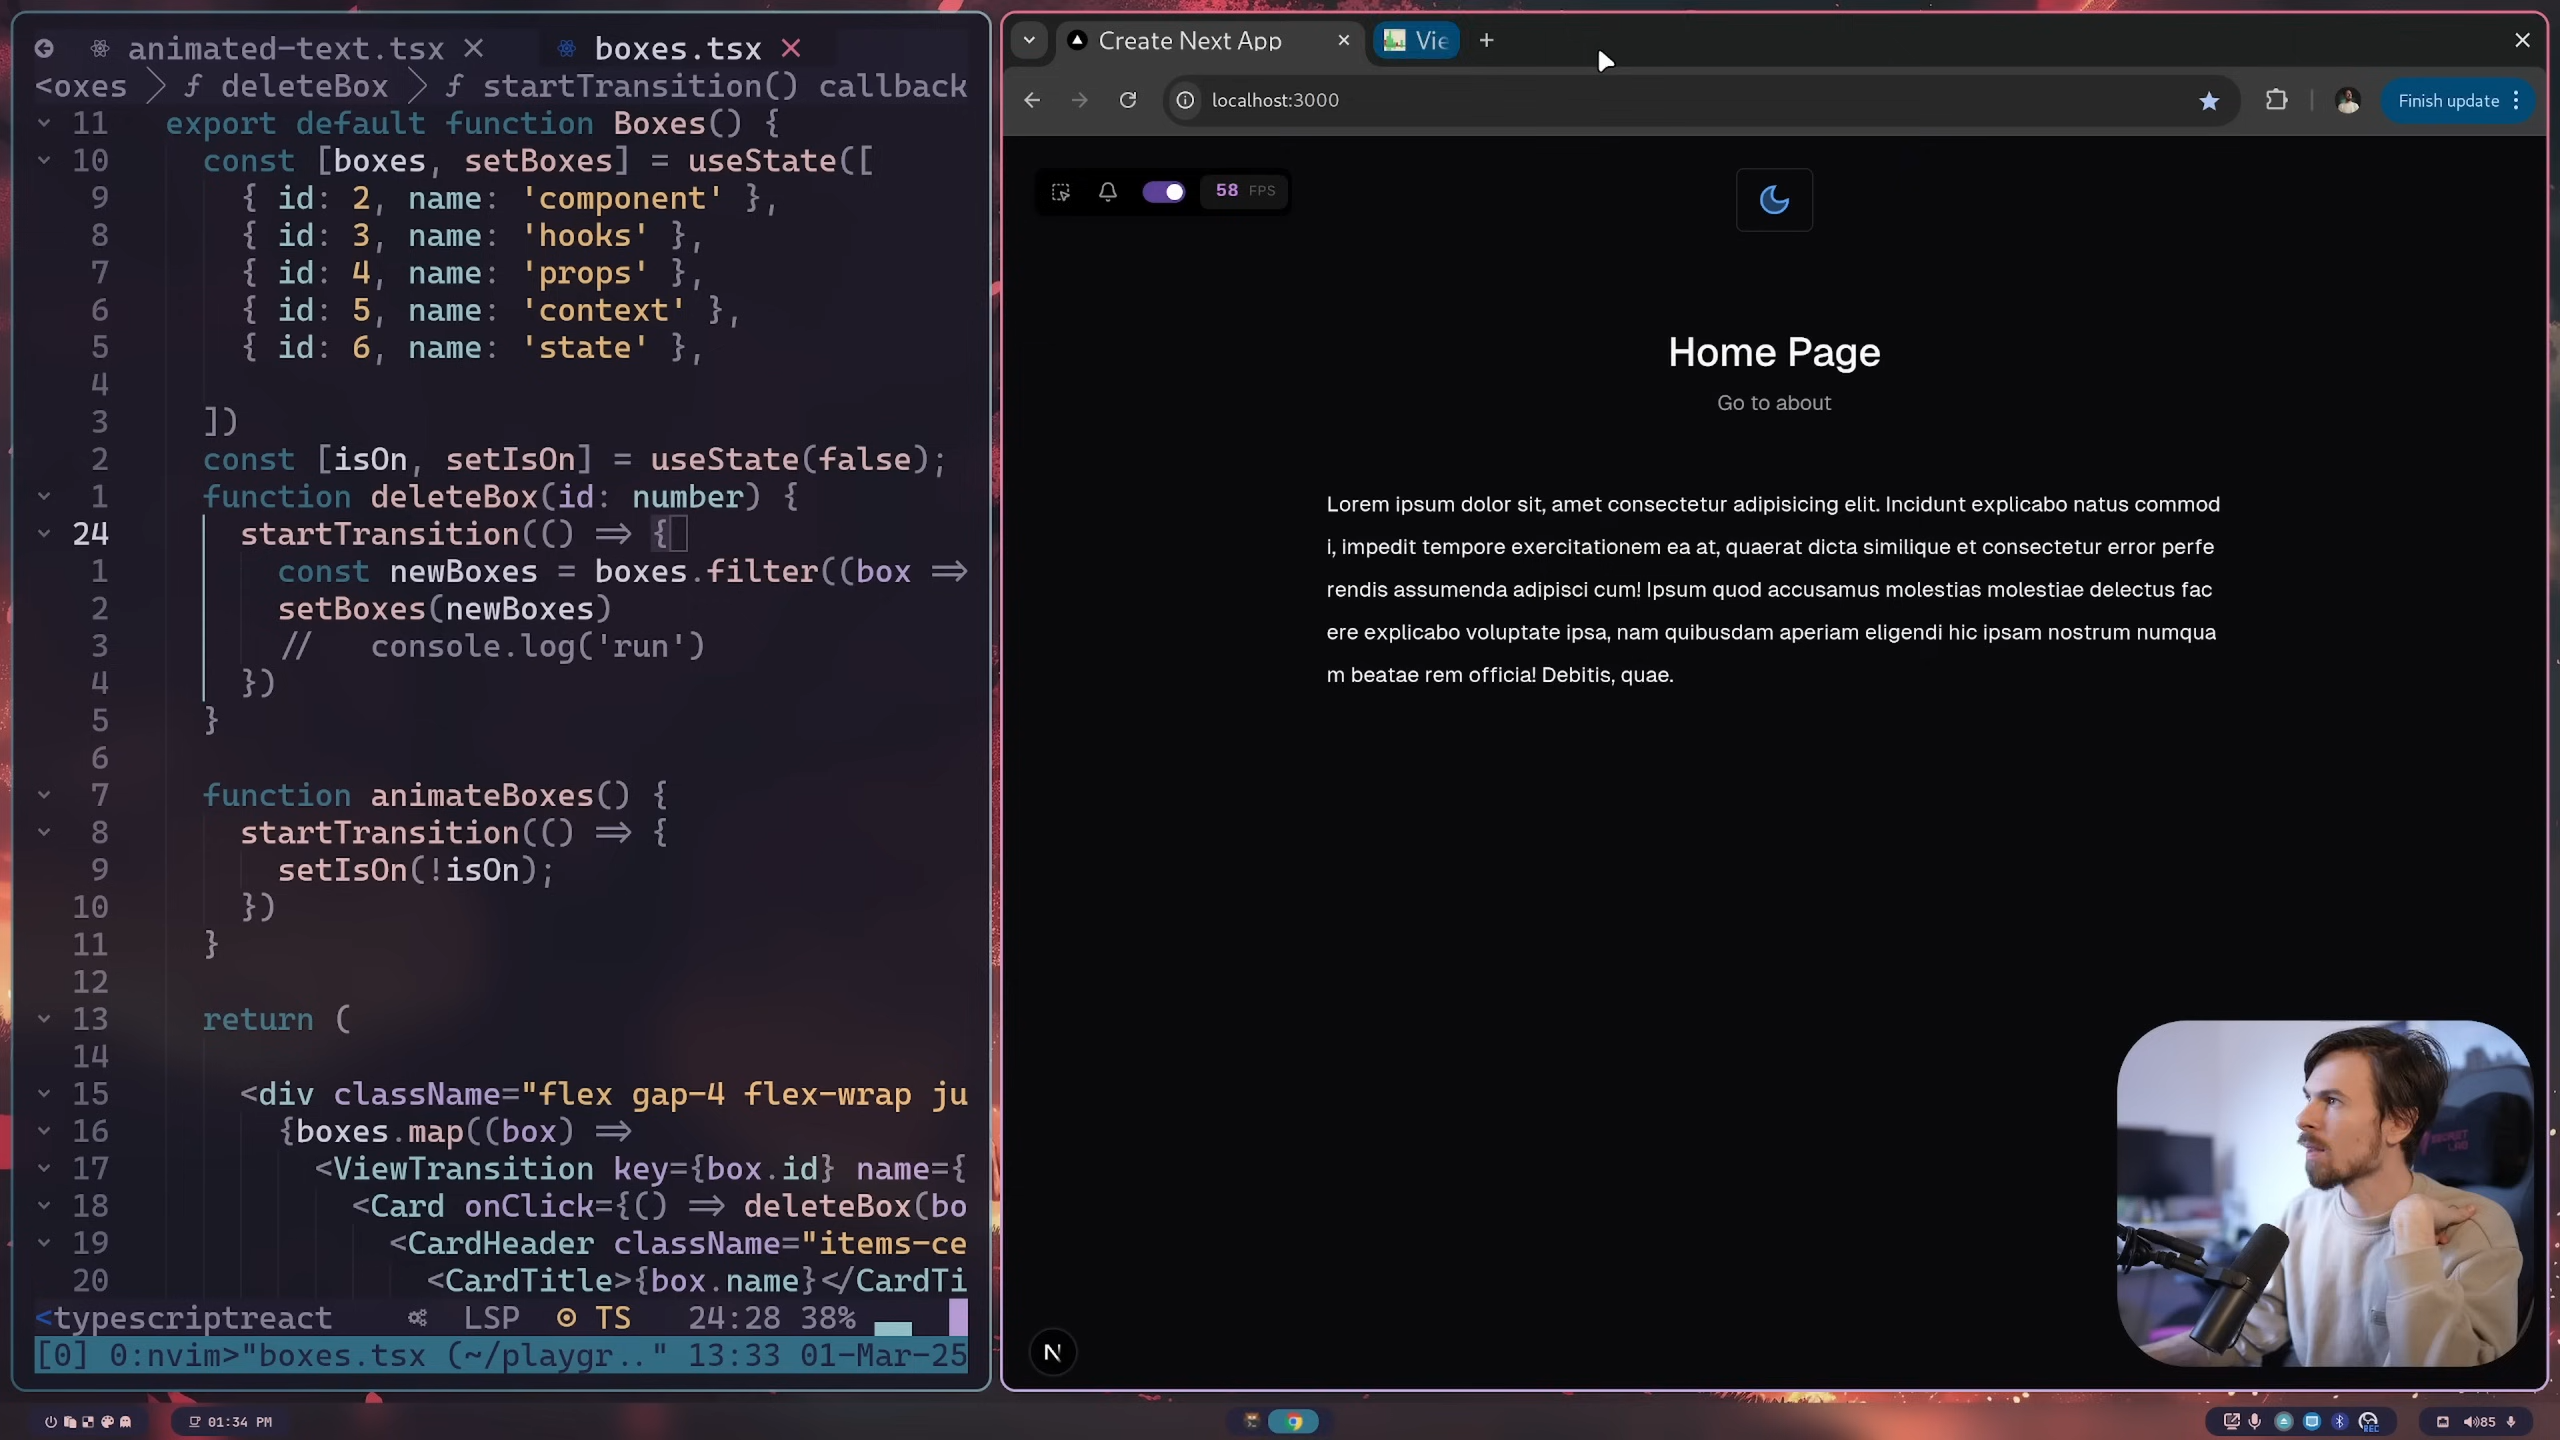 animated-text.tsx
boxes.tsx
<oxes > ƒ deleteBox > ƒ startTransition() callback
11 export default function Boxes() {
10 const [boxes, setBoxes] = useState([
9 { id: 2, name: 'component' },
8 { id: 3, name: 'hooks' },
7 { id: 4, name: 'props' },
6 { id: 5, name: 'context' },
5 { id: 6, name: 'state' },
4
3 ])
2 const [isOn, setIsOn] = useState(false);
1 function deleteBox(id: number) {
24 startTransition(() => {
1 const newBoxes = boxes.filter((box =>
2 setBoxes(newBoxes)
3 // console.log('run')
4 })
5 }
6
7 function animateBoxes() {
8 startTransition(() => {
9 setIsOn(!isOn);
10 })
11 }
12
13 return (
14
15 <div className="flex gap-4 flex-wrap ju
16 {boxes.map((box) =>
17 <ViewTransition key={box.id} name={
18 <Card onClick={() => deleteBox(bo
19 <CardHeader className="items-ce
20 <CardTitle>{box.name}</CardTi
<typescriptreact LSP TS 24:28 38%
[0] 0:nvim>"boxes.tsx (~/playgr.." 13:33 01-Mar-25
Create Next App
Vie
localhost:3000
Finish update
58 FPS
Home Page
Go to about
Lorem ipsum dolor sit, amet consectetur adipisicing elit. Incidunt explicabo natus commod
i, impedit tempore exercitationem ea at, quaerat dicta similique et consectetur error perfe
rendis assumenda adipisci cum! Ipsum quod accusamus molestias molestiae delectus fac
ere explicabo voluptate ipsa, nam quibusdam aperiam eligendi hic ipsam nostrum numqua
m beatae rem officia! Debitis, quae.
N
01:34 PM
REC
85